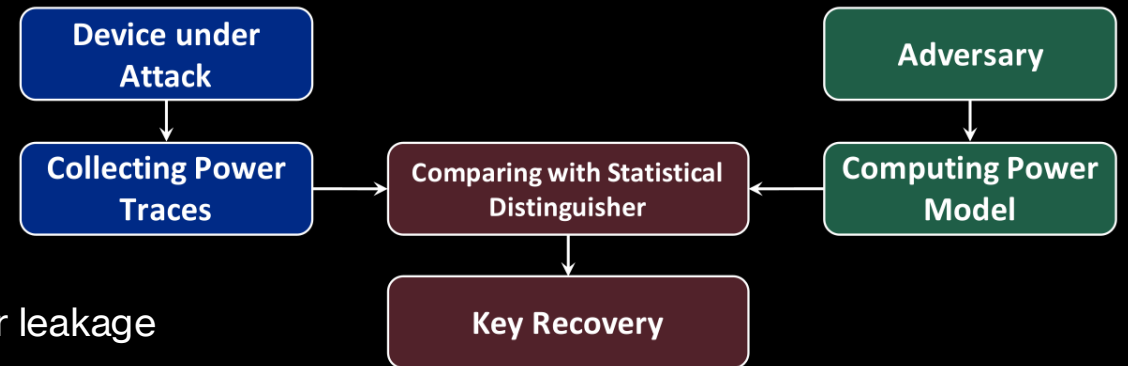 Device under
Attack
Adversary
Collecting Power
Traces
Comparing with Statistical
Distinguisher
Computing Power
Model
leakage
Key Recovery